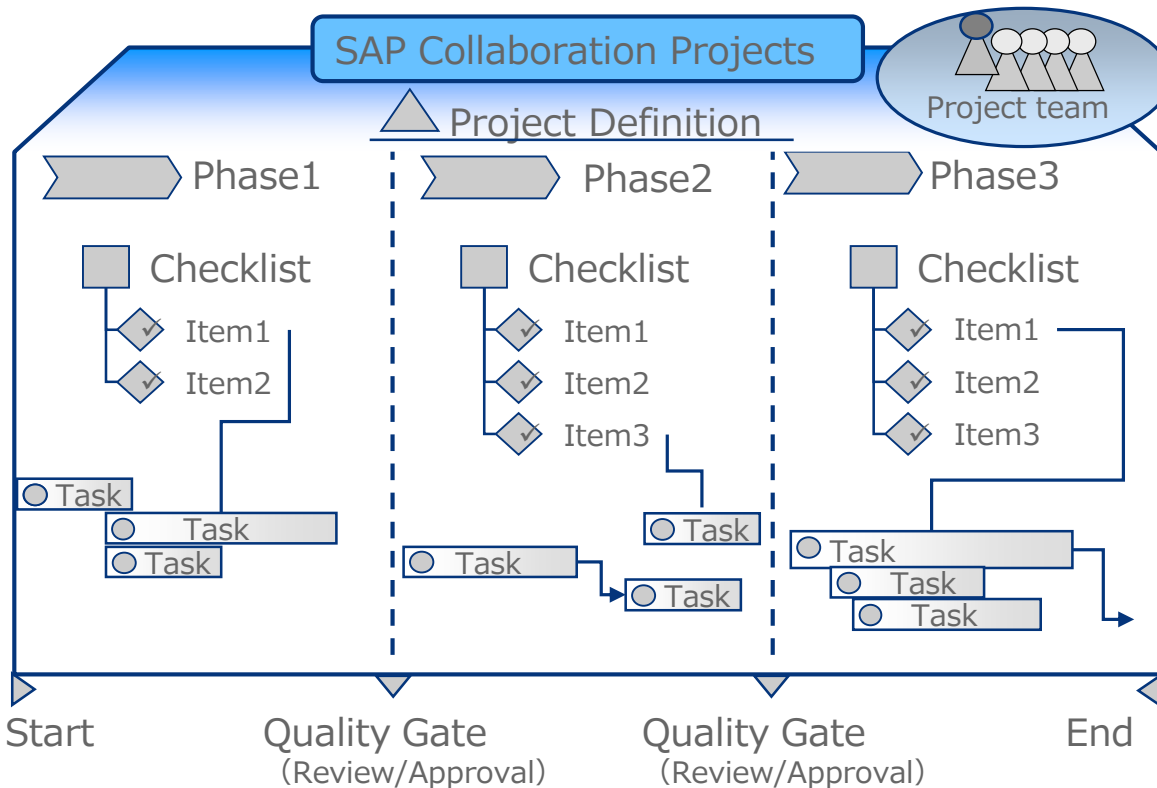 SAP Collaboration Projects
Project team
Project Definition
Phase1
Phase2
Phase3
Checklist
Item1
Item2
Checklist
Item1
Item2
Item3
Checklist
Item1
Item2
Item3
Task
Task
Task
Task
Task
Task
Task
Task
Task
Start
Quality Gate
（Review/Approval）
Quality Gate
（Review/Approval）
End